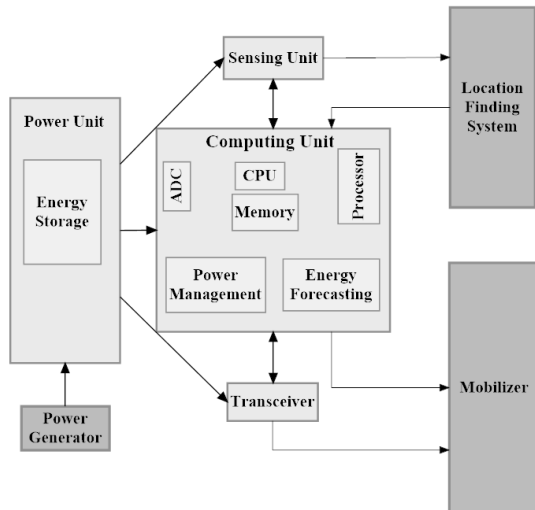 Sensing Unit
Location
Finding
System
Power Unit
Energy
Storage
Computing Unit
ADC
CPU
Memory
Processor
Power
Management
Energy
Forecasting
Transceiver
Mobilizer
Power
Generator